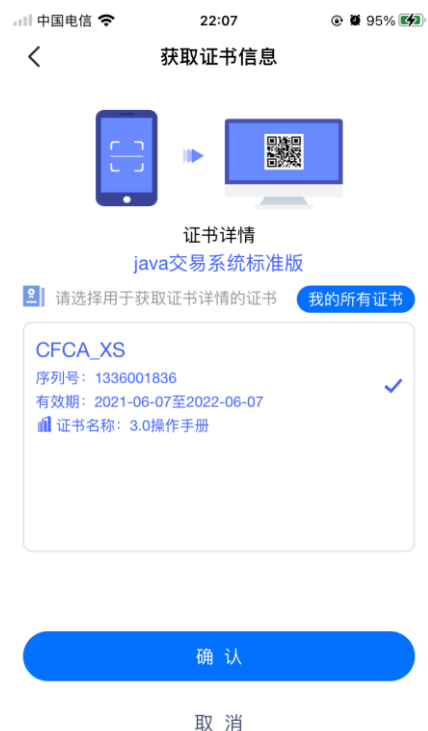 中国电信 22:07 95%
获取证书信息
证书详情
java交易系统标准版
请选择用于获取证书详情的证书 我的所有证书
CFCA_XS
序列号：1336001836
有效期：2021-06-07至2022-06-07
证书名称：3.0操作手册
确 认
取 消